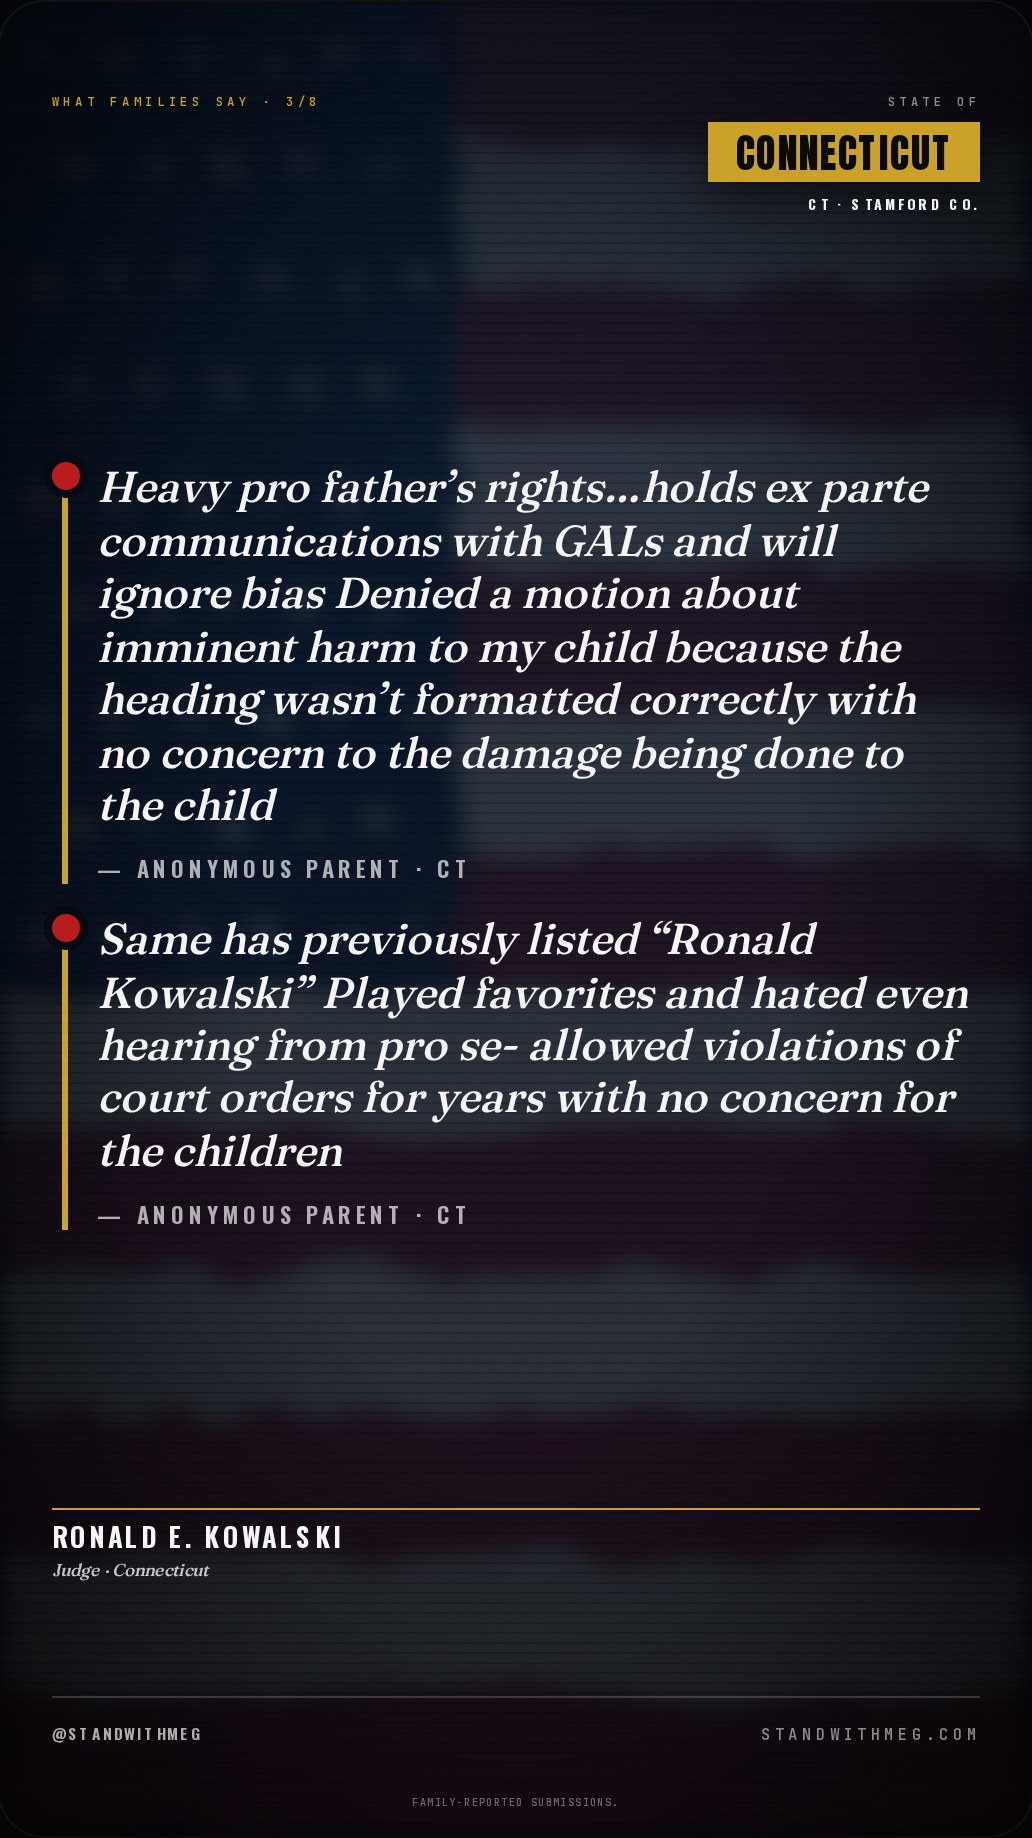 WHAT FAMILIES SAY · 3/8
STATE OF
CONNECTICUT
CT · STAMFORD CO.
Heavy pro father’s rights...holds ex parte
communications with GALs and will
ignore bias Denied a motion about
imminent harm to my child because the
heading wasn’t formatted correctly with
no concern to the damage being done to
the child
— ANONYMOUS PARENT · CT
Same has previously listed “Ronald
Kowalski” Played favorites and hated even
hearing from pro se- allowed violations of
court orders for years with no concern for
the children
— ANONYMOUS PARENT · CT
RONALD E. KOWALSKI
Judge · Connecticut
@STANDWITHMEG
STANDWITHMEG.COM
FAMILY-REPORTED SUBMISSIONS.